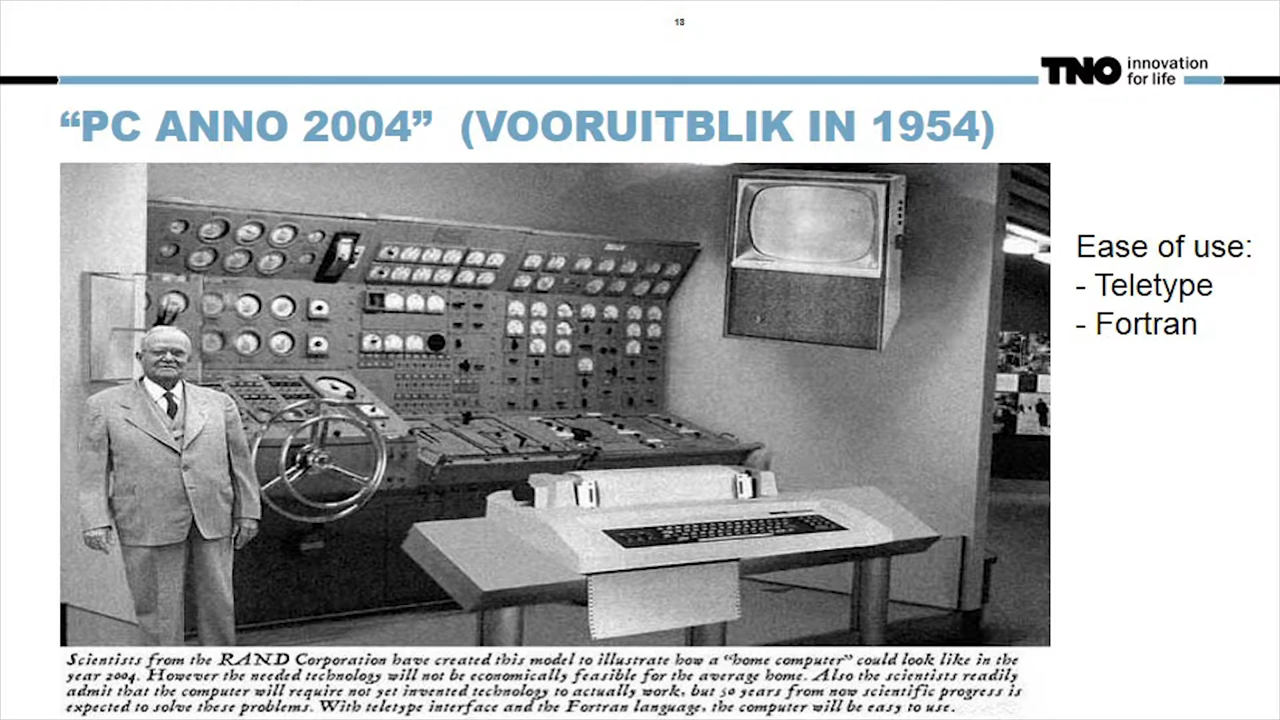 13
TNO innovation
for life
“PC ANNO 2004” (VOORUITBLIK IN 1954)
Ease of use:
- Teletype
- Fortran
Scientists from the RAND Corporation have created this model to illustrate how a "home computer" could look like in the
year 2004. However the needed technology will not be economically feasible for the average home. Also the scientists readily
admit that the computer will require not yet invented technology to actually work, but 50 years from now scientific progress is
expected to solve these problems. With teletype interface and the Fortran language, the computer will be easy to use.